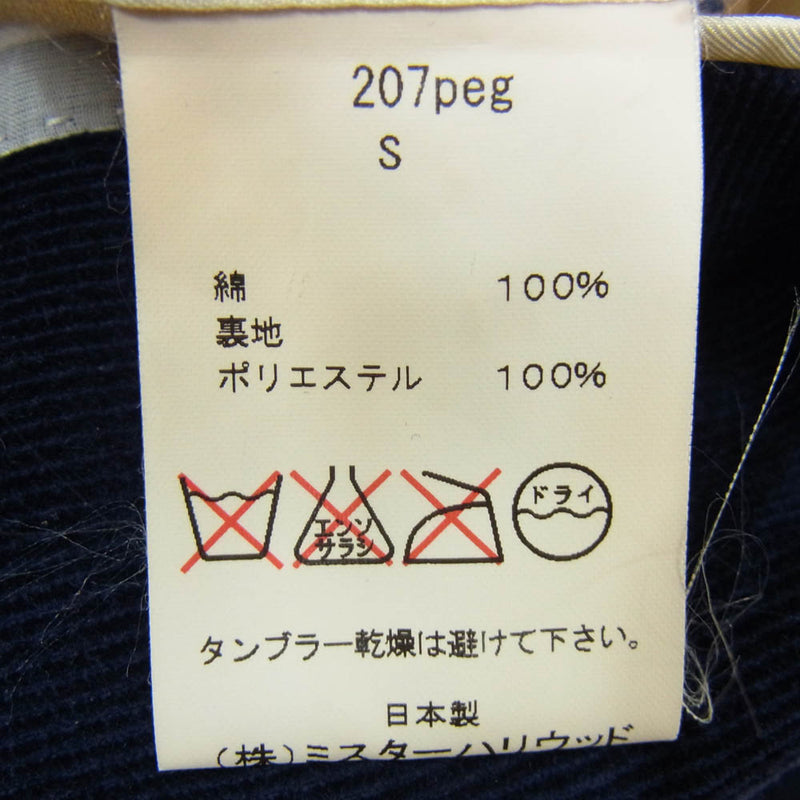 207peg
S
綿 100%
裏地
ポリエステル 100%
エンソ
サラシ
ドライ
タンブラー乾燥は避けて下さい。
日本製
(株)ミスターハリウッド